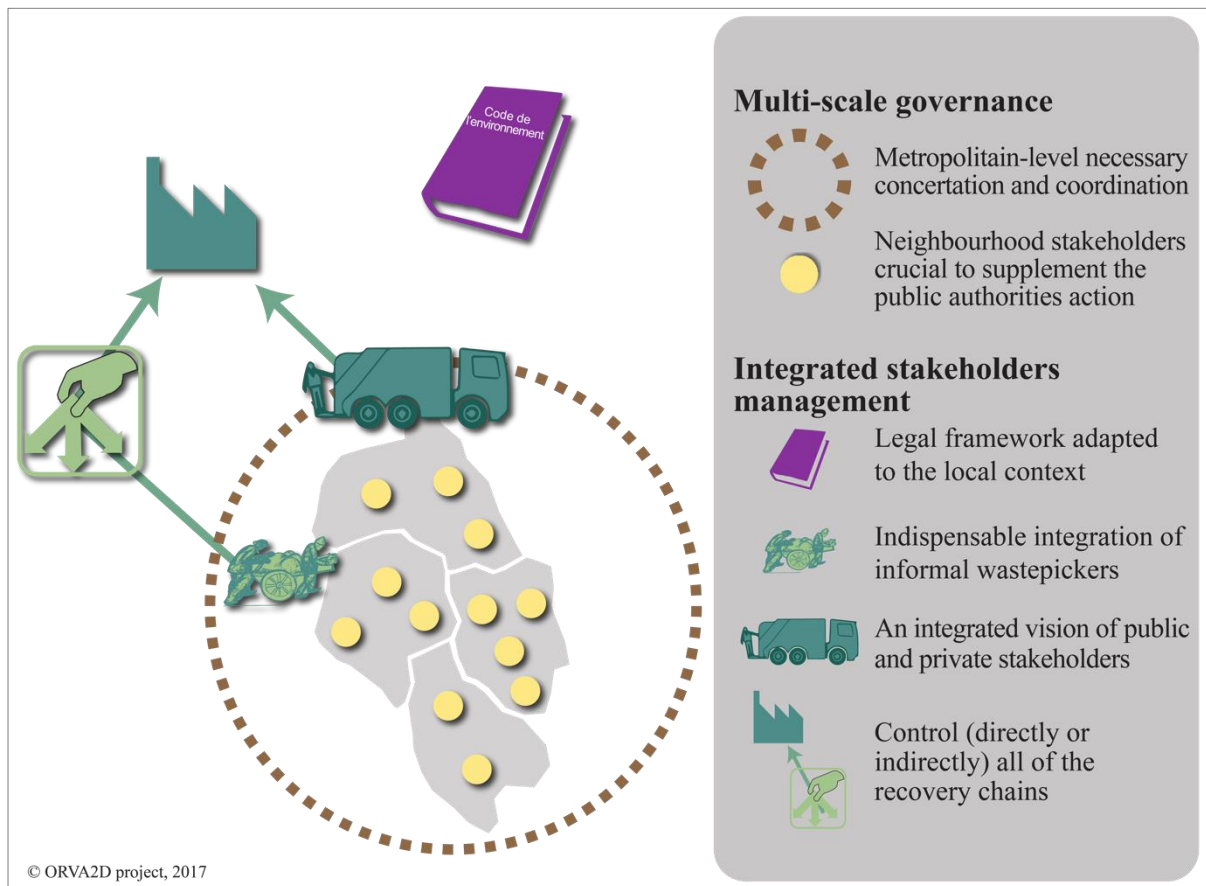 Code de
l'environnement
Multi-scale governance
Metropolitain-level necessary
concertation and coordination
Neighbourhood stakeholders
crucial to supplement the
public authorities action
Integrated stakeholders
management
Legal framework adapted
to the local context
Indispensable integration of
informal wastepickers
An integrated vision of public
and private stakeholders
Control (directly or
indirectly) all of the
recovery chains
© ORVA2D project, 2017